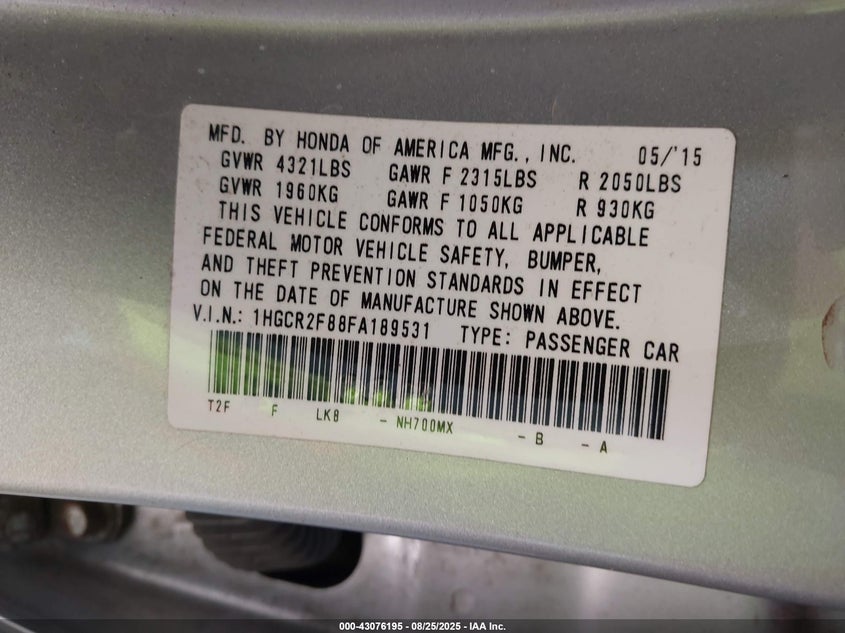 MFD. BY HONDA OF AMERICA MFG., INC. 05/'15
GVWR 4321LBS GAWR F 2315LBS R 2050LBS
GVWR 1960KG GAWR F 1050KG R 930KG
THIS VEHICLE CONFORMS TO ALL APPLICABLE
FEDERAL MOTOR VEHICLE SAFETY, BUMPER,
AND THEFT PREVENTION STANDARDS IN EFFECT
ON THE DATE OF MANUFACTURE SHOWN ABOVE.
V.I.N.: 1HGCR2F88FA189531 TYPE: PASSENGER CAR
T2F F LK8 - NH700MX - B - A
000-43076195 - 08/25/2025 - IAA Inc.